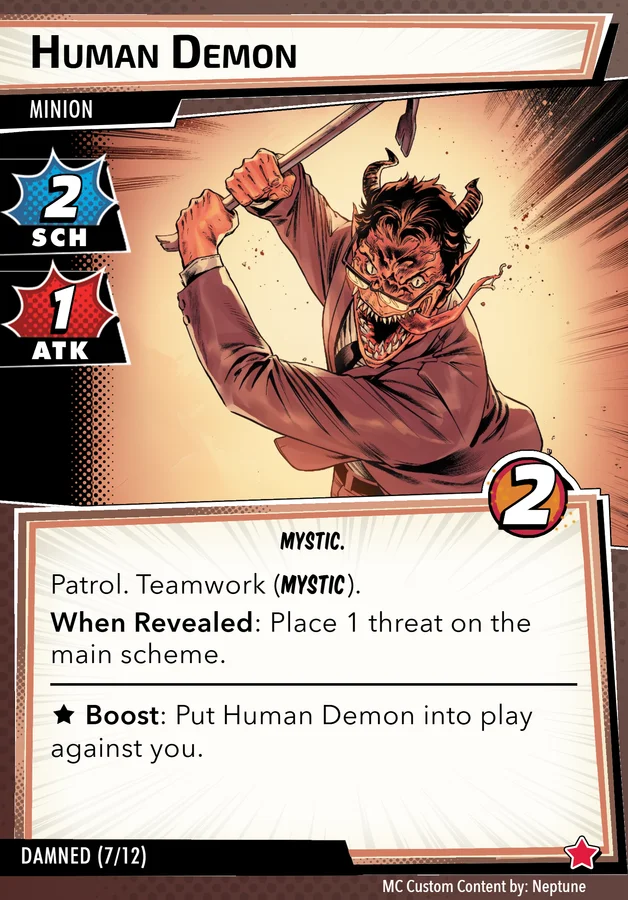 Human Demon
MINION
2
SCH
1
ATK
2
MYSTIC.
Patrol. Teamwork (MYSTIC).
When Revealed: Place 1 threat on the
main scheme.
★ Boost: Put Human Demon into play
against you.
DAMNED (7/12)
MC Custom Content by: Neptune